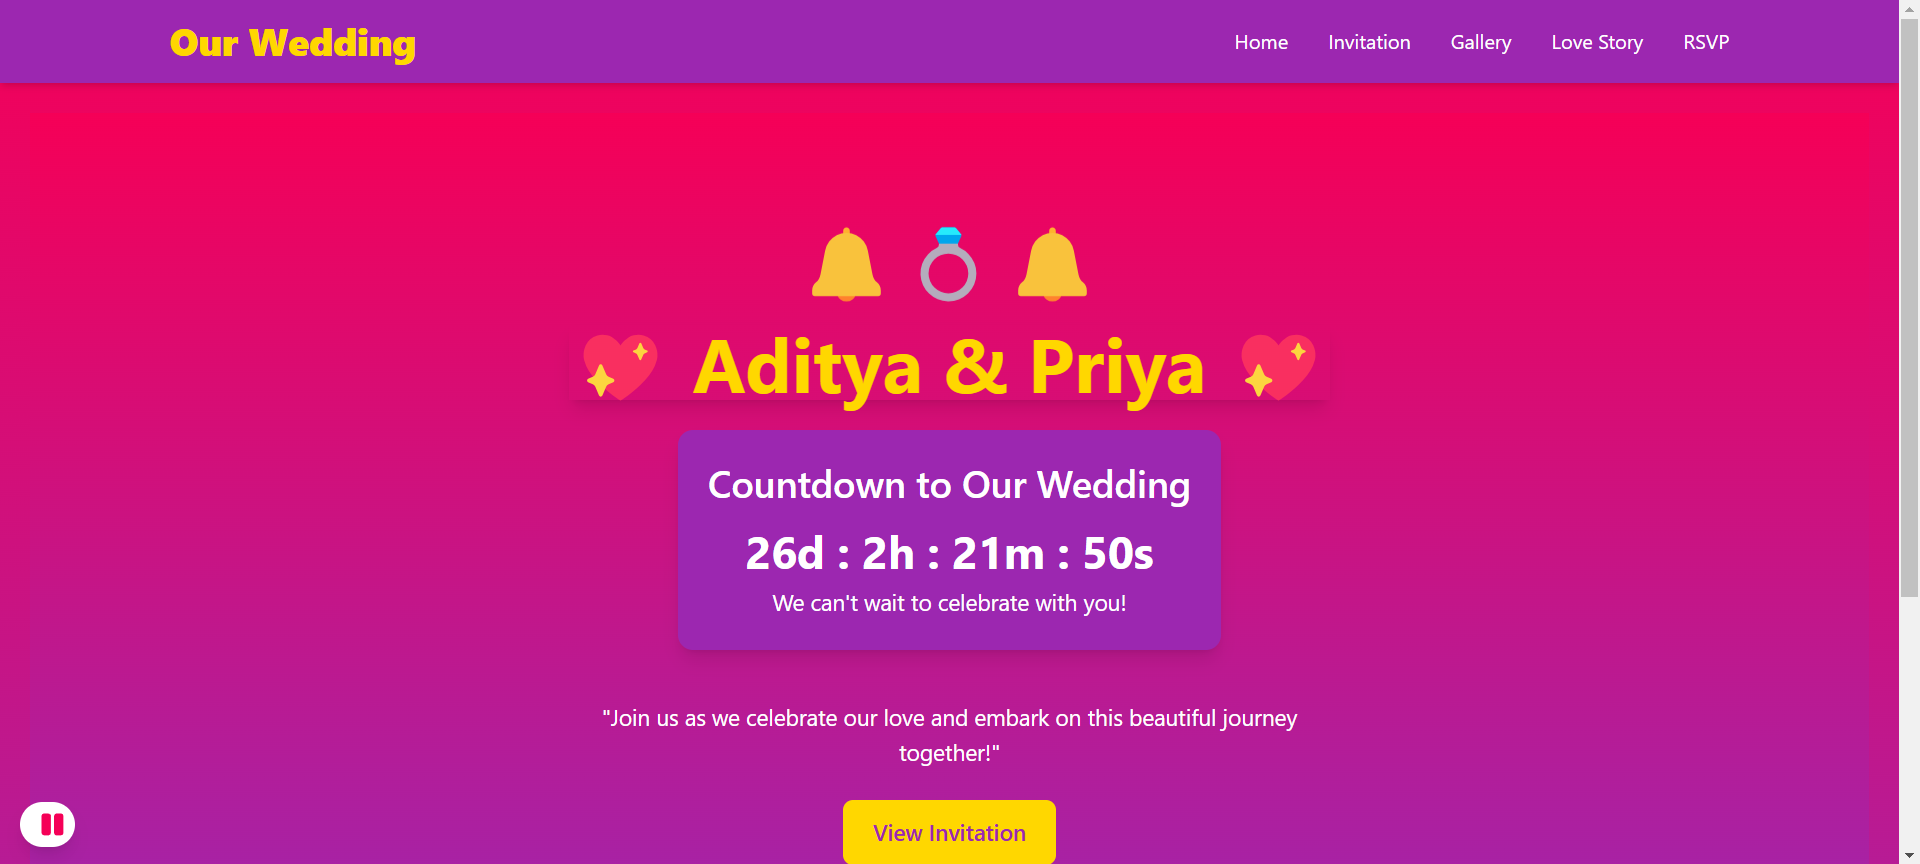 Our Wedding
Home Invitation Gallery Love Story RSVP
Aditya & Priya
Countdown to Our Wedding
26d : 2h : 21m : 50s
We can't wait to celebrate with you!
"Join us as we celebrate our love and embark on this beautiful journey
together!"
View Invitation